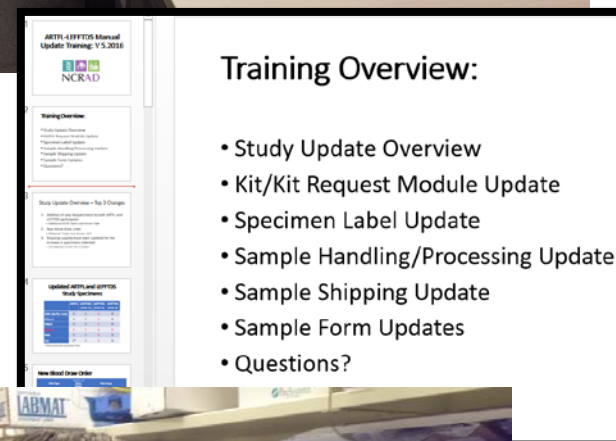 ARTFL-LEFFTDS Manual
Update Training: V 5.2016
NCRAD
2
Training Overview:
Study Update Overview
Kit/Kit Request Module Update
Specimen Label Update
Sample Handling/Processing Update
Sample Shipping Update
Sample Form Updates
Questions?
3
Study Update Overview – Top 3 Changes
Updated ARTFL and LEFFTDS
Study Specimens
5
New Blood Draw Order
Training Overview:
• Study Update Overview
• Kit/Kit Request Module Update
• Specimen Label Update
• Sample Handling/Processing Update
• Sample Shipping Update
• Sample Form Updates
• Questions?
LABMAT